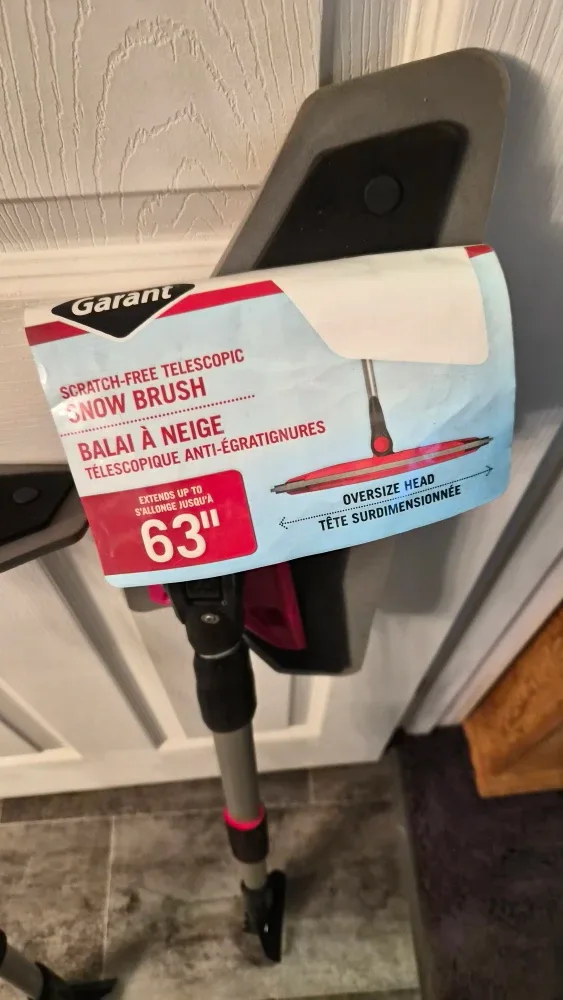 Garant
SCRATCH-FREE TELESCOPIC
SNOW BRUSH
BALAI À NEIGE
TÉLESCOPIQUE ANTI-ÉGRATIGNURES
EXTENDS UP TO
S'ALLONGE JUSQU'À
63"
OVERSIZE HEAD
TÊTE SURDIMENSIONNÉE